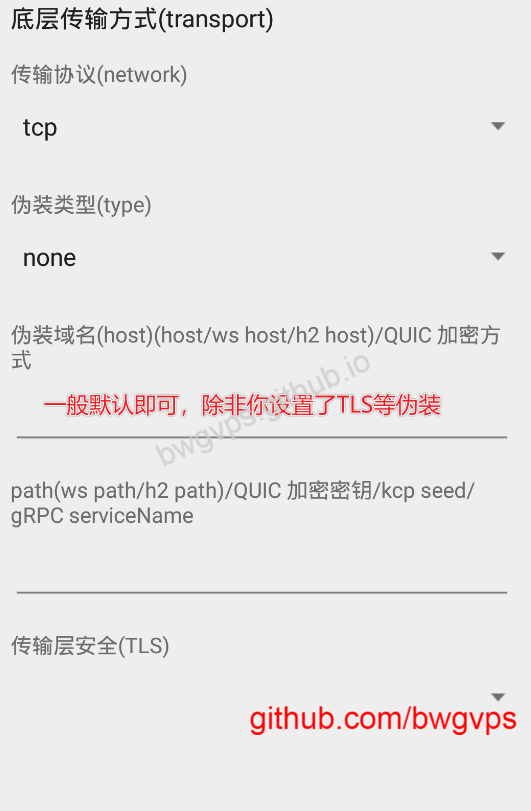 底层传输方式(transport)
传输协议(network)
tcp
伪装类型(type)
none
伪装域名(host)(host/ws host/h2 host)/QUIC 加密方
式
一般默认即可，除非你设置了TLS等伪装
bwgvps.github.io
path(ws path/h2 path)/QUIC 加密密钥/kcp seed/
gRPC serviceName
传输层安全(TLS)
github.com/bwgvps